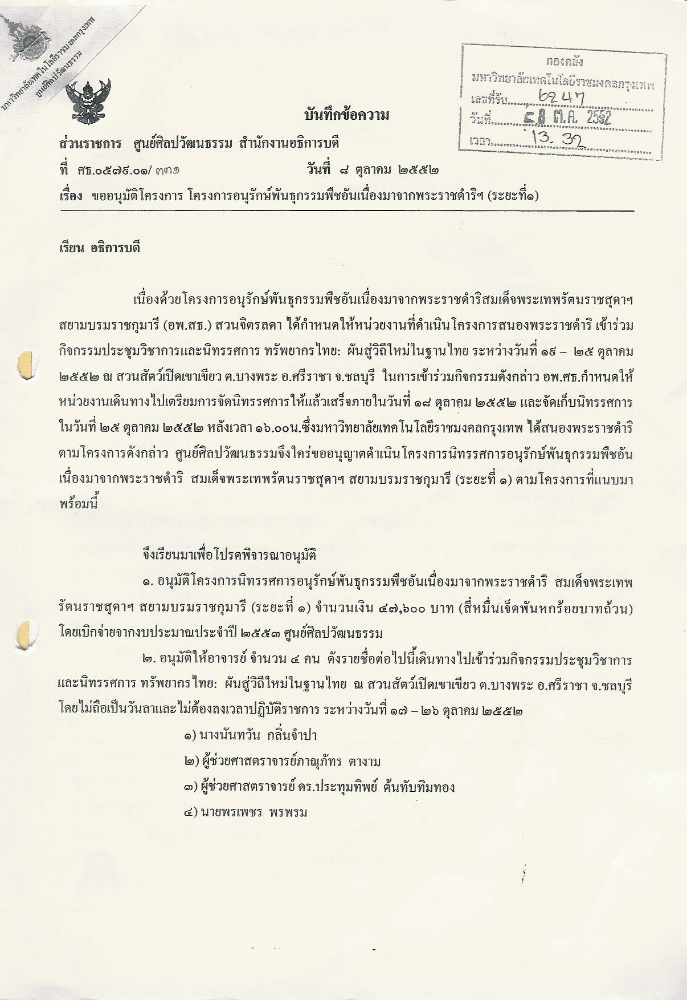 มหาวิทยาลัยเทคโนโลยีราชมงคลกรุงเทพ
ศูนย์ศิลปวัฒนธรรม
กองคลัง
มหาวิทยาลัยเทคโนโลยีราชมงคลกรุงเทพ
เลขที่รับ 6247
วันที่ 8 ต.ค. 2552
เวลา 13.32
บันทึกข้อความ
ส่วนราชการ ศูนย์ศิลปวัฒนธรรม สำนักงานอธิการบดี
ที่ ศธ.๐๕๗๙.๐๑/ ๓๓๑ วันที่ ๘ ตุลาคม ๒๕๕๒
เรื่อง ขออนุมัติโครงการ โครงการอนุรักษ์พันธุกรรมพืชอันเนื่องมาจากพระราชดำริฯ (ระยะที่๑)
เรียน อธิการบดี
เนื่องด้วยโครงการอนุรักษ์พันธุกรรมพืชอันเนื่องมาจากพระราชดำริสมเด็จพระเทพรัตนราชสุดาฯ
สยามบรมราชกุมารี (อพ.สธ.) สวนจิตรลดา ได้กำหนดให้หน่วยงานที่ดำเนินโครงการสนองพระราชดำริ เข้าร่วม
กิจกรรมประชุมวิชาการและนิทรรศการ ทรัพยากรไทย: ผันสู่วิถีใหม่ในฐานไทย ระหว่างวันที่ ๑๙ – ๒๕ ตุลาคม
๒๕๕๒ ณ สวนสัตว์เปิดเขาเขียว ต.บางพระ อ.ศรีราชา จ.ชลบุรี ในการเข้าร่วมกิจกรรมดังกล่าว อพ.ศธ.กำหนดให้
หน่วยงานเดินทางไปเตรียมการจัดนิทรรศการให้แล้วเสร็จภายในวันที่ ๑๘ ตุลาคม ๒๕๕๒ และจัดเก็บนิทรรศการ
ในวันที่ ๒๕ ตุลาคม ๒๕๕๒ หลังเวลา ๑๖.๐๐น.ซึ่งมหาวิทยาลัยเทคโนโลยีราชมงคลกรุงเทพ ได้สนองพระราชดำริ
ตามโครงการดังกล่าว ศูนย์ศิลปวัฒนธรรมจึงใคร่ขออนุญาตดำเนินโครงการนิทรรศการอนุรักษ์พันธุกรรมพืชอัน
เนื่องมาจากพระราชดำริ สมเด็จพระเทพรัตนราชสุดาฯ สยามบรมราชกุมารี (ระยะที่ ๑) ตามโครงการที่แนบมา
พร้อมนี้
จึงเรียนมาเพื่อโปรดพิจารณาอนุมัติ
๑. อนุมัติโครงการนิทรรศการอนุรักษ์พันธุกรรมพืชอันเนื่องมาจากพระราชดำริ สมเด็จพระเทพ
รัตนราชสุดาฯ สยามบรมราชกุมารี (ระยะที่ ๑) จำนวนเงิน ๔๗,๖๐๐ บาท (สี่หมื่นเจ็ดพันหกร้อยบาทถ้วน)
โดยเบิกจ่ายจากงบประมาณประจำปี ๒๕๕๓ ศูนย์ศิลปวัฒนธรรม
๒. อนุมัติให้อาจารย์ จำนวน ๔ คน ดังรายชื่อต่อไปนี้เดินทางไปเข้าร่วมกิจกรรมประชุมวิชาการ
และนิทรรศการ ทรัพยากรไทย: ผันสู่วิถีใหม่ในฐานไทย ณ สวนสัตว์เปิดเขาเขียว ต.บางพระ อ.ศรีราชา จ.ชลบุรี
โดยไม่ถือเป็นวันลาและไม่ต้องลงเวลาปฏิบัติราชการ ระหว่างวันที่ ๑๗ – ๒๖ ตุลาคม ๒๕๕๒
๑) นางนันทวัน กลิ่นจำปา
๒) ผู้ช่วยศาสตราจารย์ภาณุภัทร ตางาม
๓) ผู้ช่วยศาสตราจารย์ ดร.ประทุมทิพย์ ต้นทับทิมทอง
๔) นายพรเพชร พรพรม